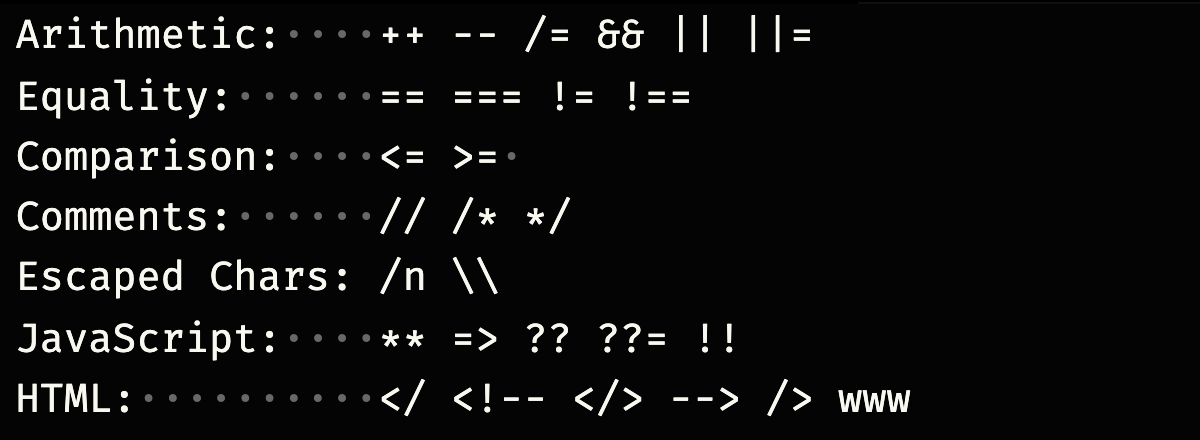 Arithmetic:····++ -- /= && || ||=
Equality:······== === != !==
Comparison:····<= >=·
Comments:······// /* */
Escaped Chars: /n \\
JavaScript:····** => ?? ??= !!
HTML:··········</ <!-- </> --> /> www